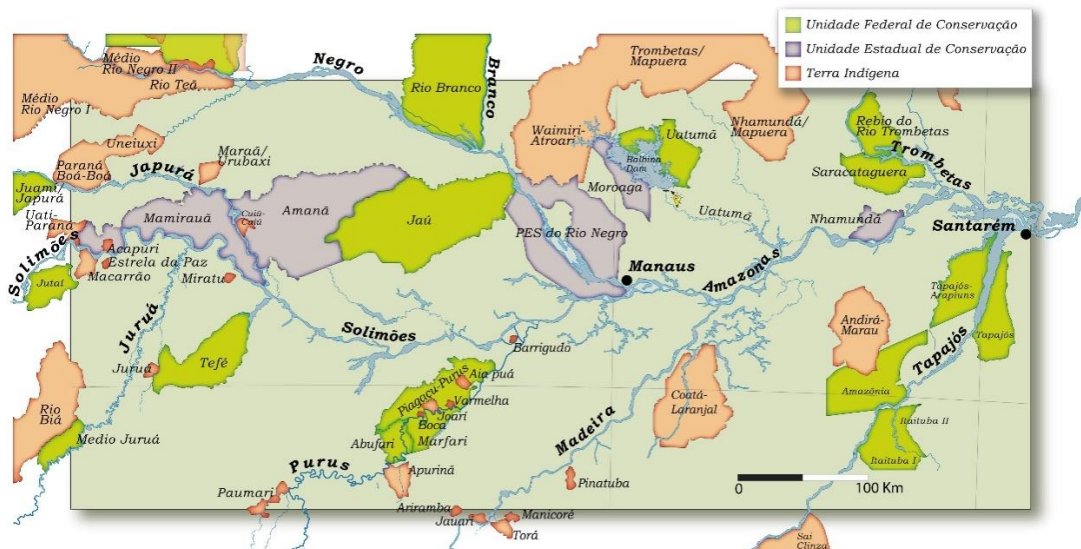 Unidade Federal de Conservação
Unidade Estadual de Conservação
Terra Indígena
Médio
Rio Negro II
Rio Teá
Negro
Branco
Rio Branco
Trombetas/
Mapuera
Médio
Rio Negro I
Uneiuxi
Waimiri-
Atroari
Uatumã
Nhamundá/
Mapuera
Rebio do
Rio Trombetas
Trombetas
Paraná
Boá-Boá
Japurá
Maraã/
Urubaxi
Balbina
Dam
Saracataguera
Juami/
Japurá
Moroaga
Uati-
Paraná
Mamirauá
Cuiú-
Cuiú
Amanã
Jaú
Uatumã
Nhamundá
PES do Rio Negro
Santarém
Solimões
Acapuri
Estrela da Paz
Macarrão
Miratu
Manaus
Amazonas
Jutaí
Tapajós-
Arapiuns
Juruá
Solimões
Andirá-
Marau
Tapajós
Tapajós
Barrigudo
Tefé
Juruá
Aia puá
Piagaçu-Purus
Coatá-
Laranjal
Amazônia
Vormelha
Joari
Boca
Rio
Biá
Madeira
Itaituba II
Medio Juruá
Abufari
Marfari
Itaituba I
Purus
Apurinã
Pinatuba
0
100 Km
Paumari
Ariramba
Jauari
Manicoré
Torá
Sai
Clinza